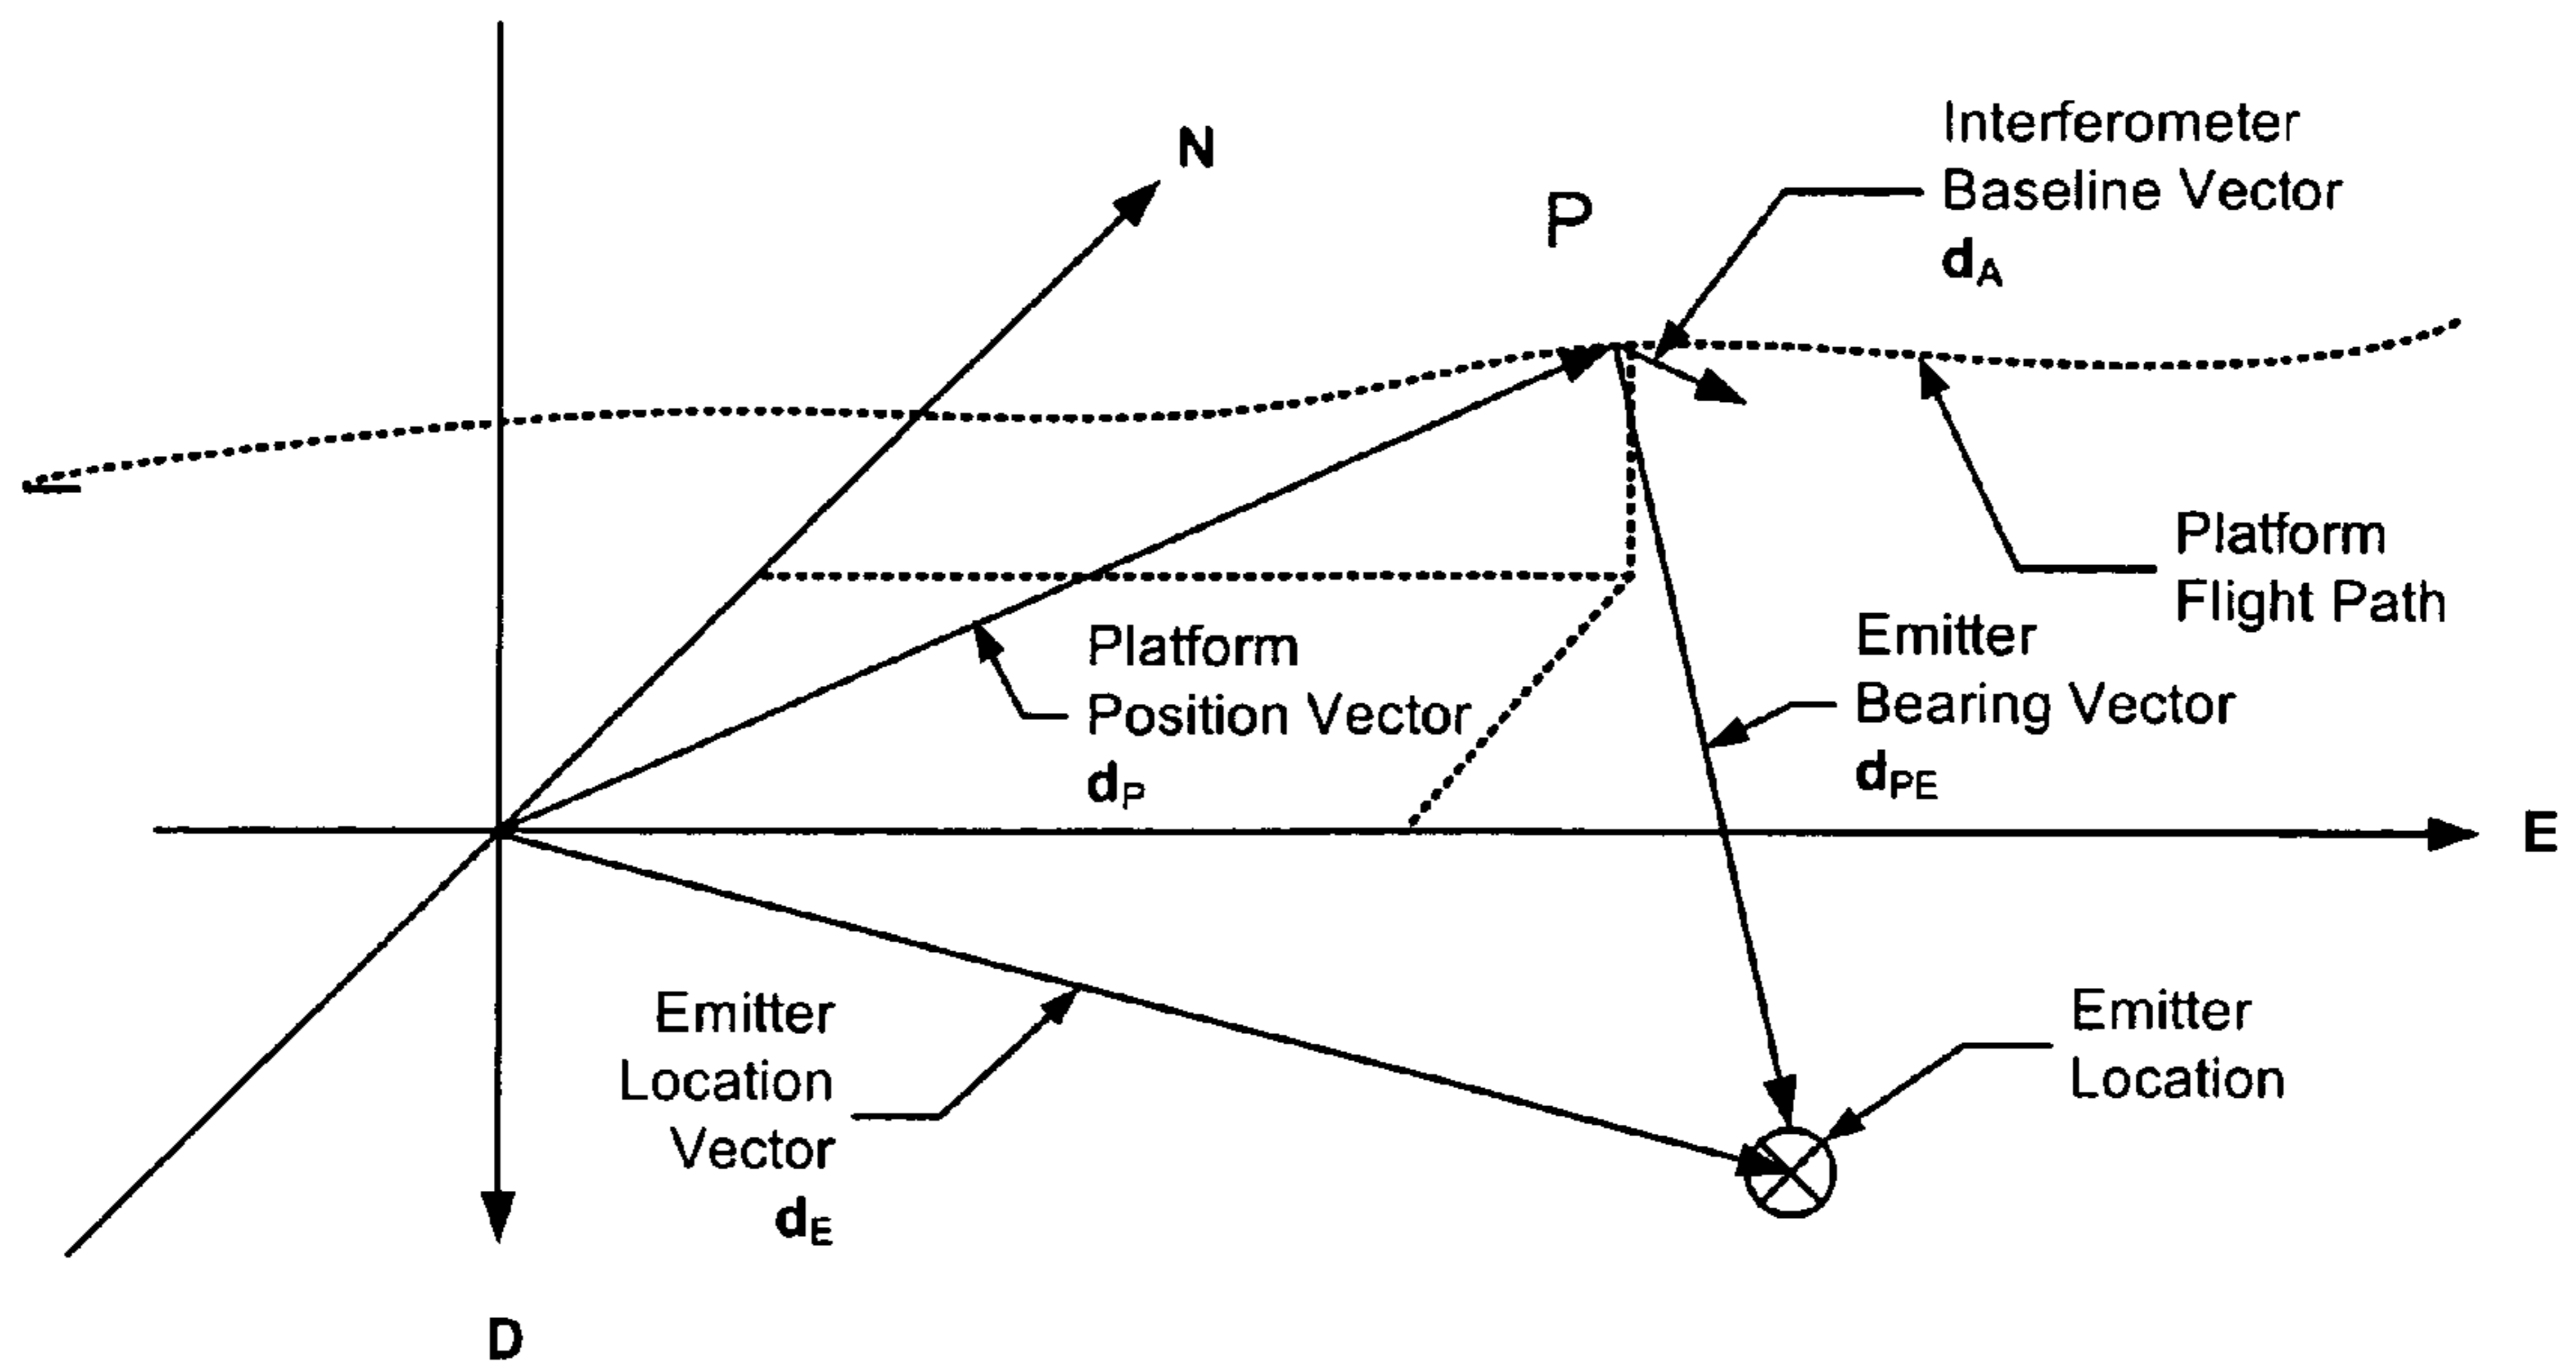 N
Interferometer
Baseline Vector
dA
P
Platform
Flight Path
Emitter
Bearing Vector
dPE
Platform
Position Vector
dP
E
Emitter
Location
Vector
dE
Emitter
Location
D